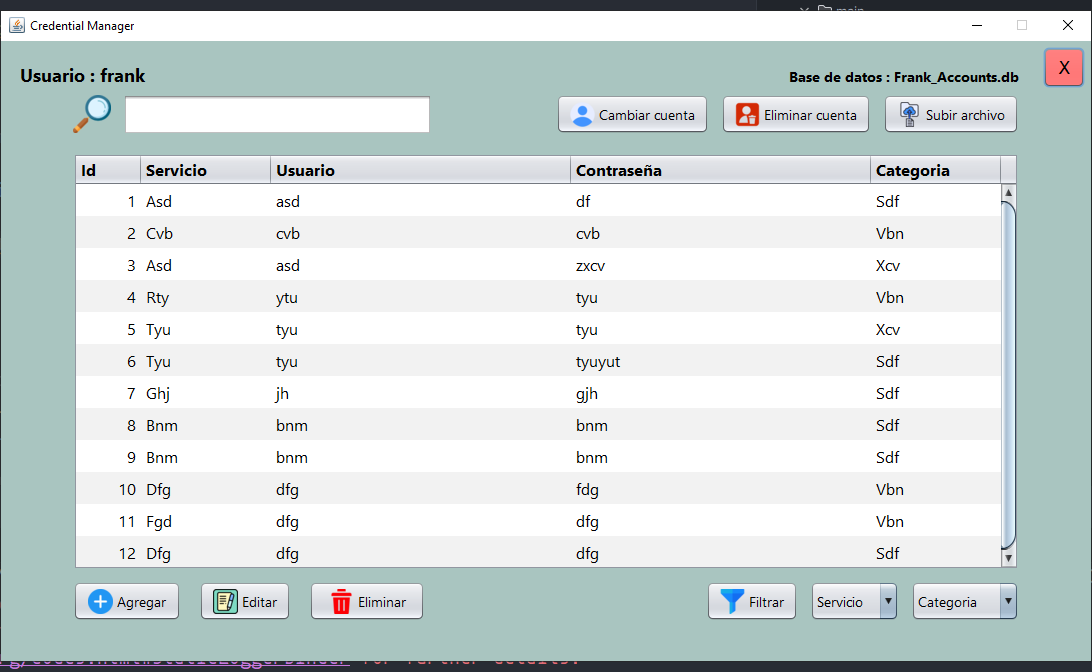 main
Credential Manager
Usuario : frank
X
Base de datos : Frank_Accounts.db
Cambiar cuenta
Eliminar cuenta
Subir archivo
Id Servicio Usuario Contraseña Categoria
1 Asd asd df Sdf
2 Cvb cvb cvb Vbn
3 Asd asd zxcv Xcv
4 Rty ytu tyu Vbn
5 Tyu tyu tyu Xcv
6 Tyu tyu tyuyut Sdf
7 Ghj jh gjh Sdf
8 Bnm bnm bnm Sdf
9 Bnm bnm bnm Sdf
10 Dfg dfg fdg Vbn
11 Fgd dfg dfg Vbn
12 Dfg dfg dfg Sdf
Agregar Editar Eliminar Filtrar Servicio Categoria
for further details.